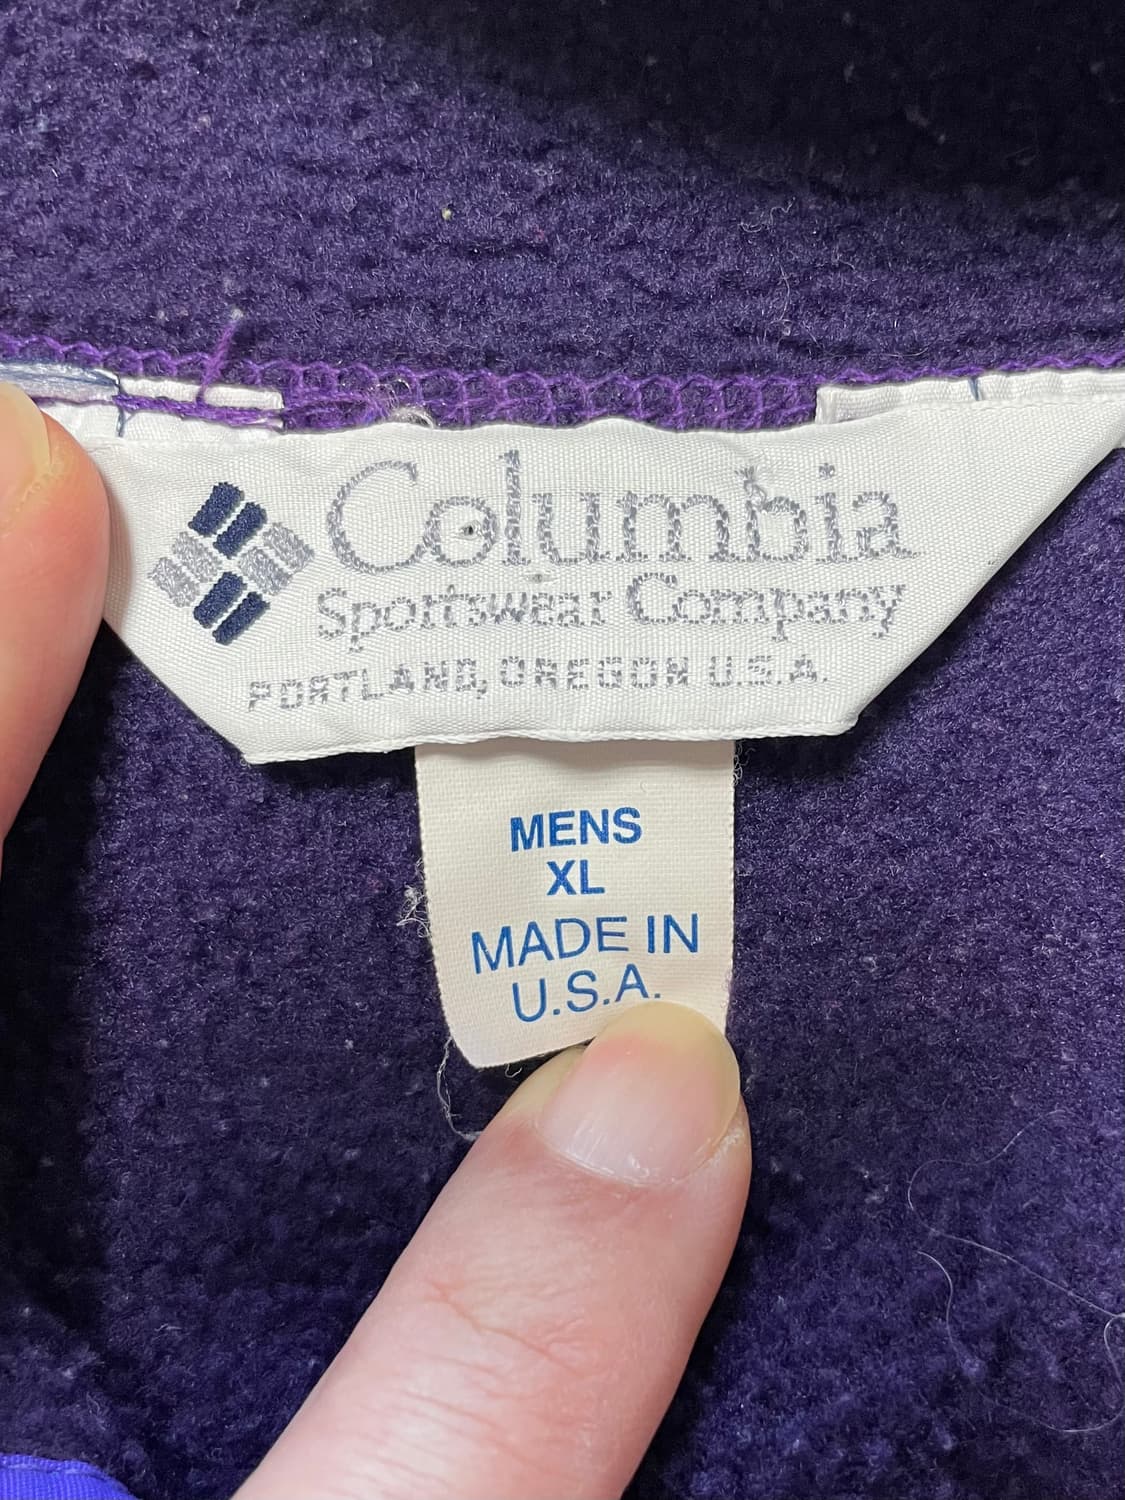 Columbia
Sportswear Company
PORTLAND, OREGON U.S.A.
MENS
XL
MADE IN
U.S.A.